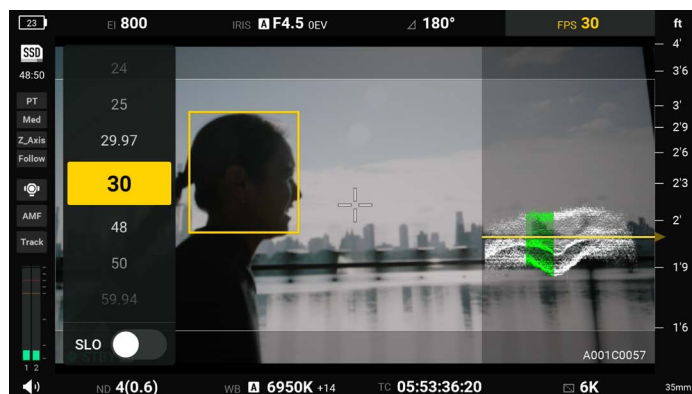 23
EI 800
IRIS A F4.5 0EV
180°
FPS 30
ft
SSD
48:50
PT
Med
Z_Axis
Follow
AMF
Track
1 2
24
25
29.97
30
48
50
59.94
SLO
4'
3'6
3'
2'9
2'6
2'3
2'
1'9
1'6
A001C0057
ND 4(0.6)
WB A 6950K +14
TC 05:53:36:20
6K
35mm